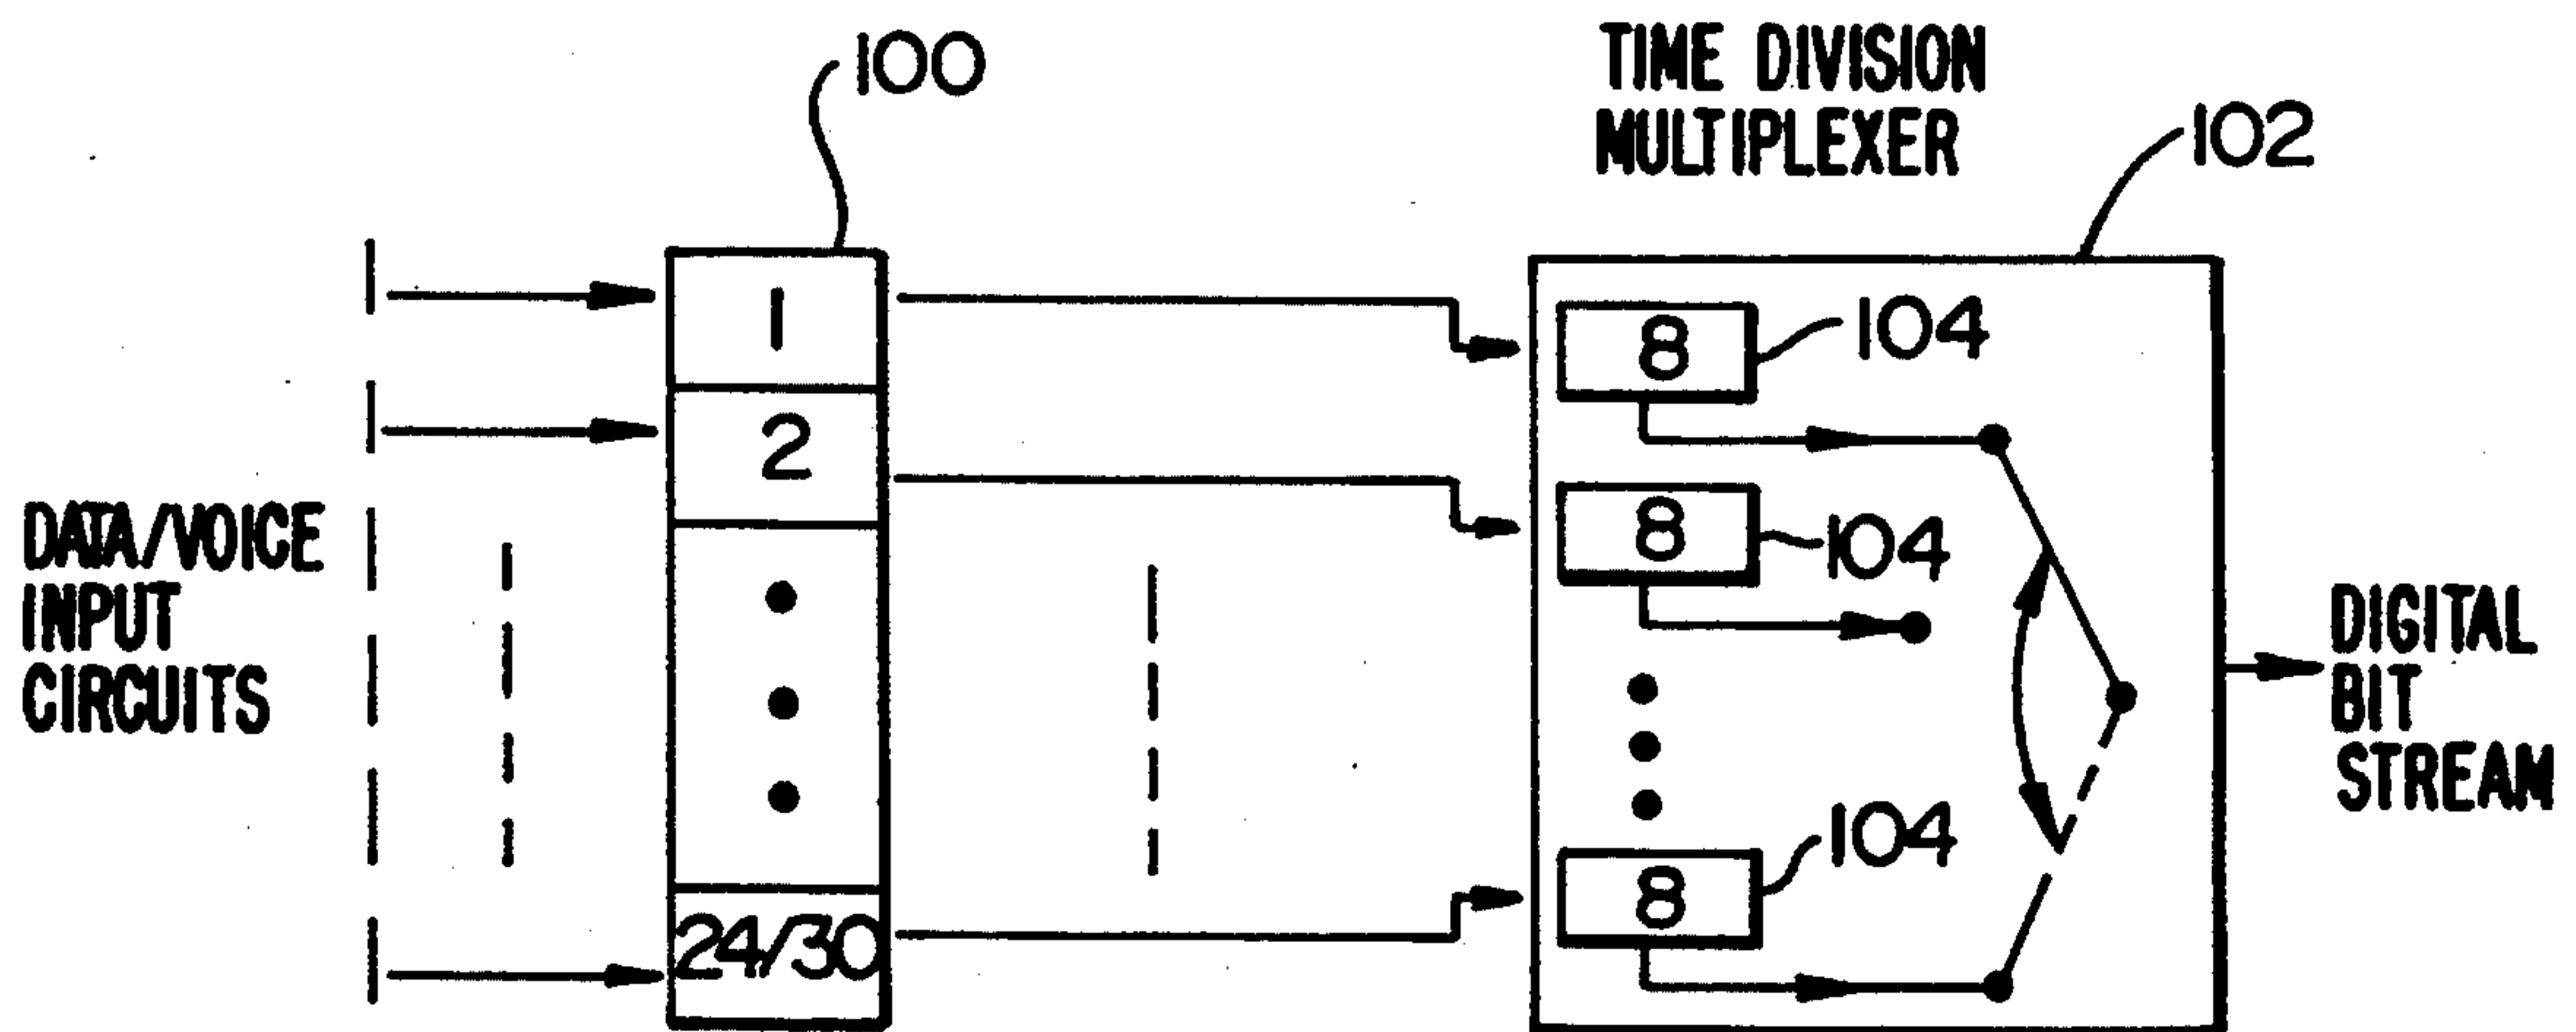 100
TIME DIVISION
MULTIPLEXER
102
1
8
104
2
DATA/VOICE
INPUT
CIRCUITS
8
104
DIGITAL
BIT
STREAM
24/30
8
104